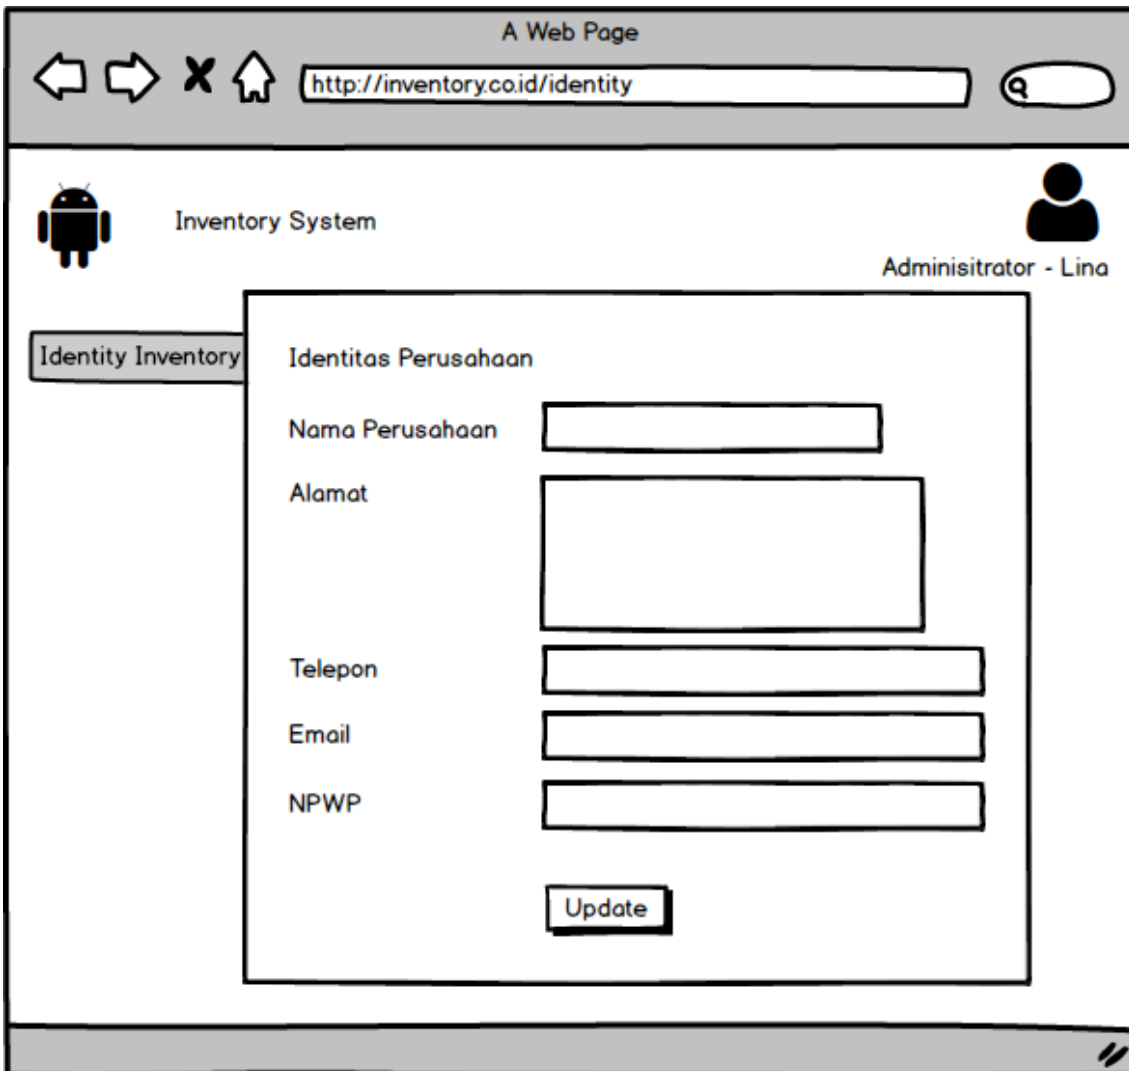 A Web Page
http://inventory.co.id/identity
Inventory System
Adminisitrator - Lina
Identity Inventory
Identitas Perusahaan
Nama Perusahaan
Alamat
Telepon
Email
NPWP
Update